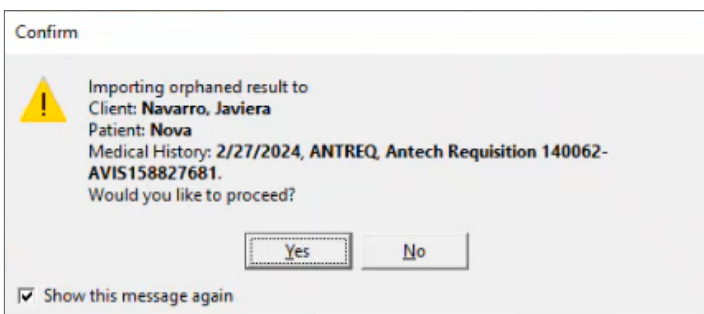 Confirm
Importing orphaned result to
Client: Navarro, Javiera
Patient: Nova
Medical History: 2/27/2024, ANTREQ, Antech Requisition 140062-
AVIS158827681.
Would you like to proceed?
Yes No
Show this message again